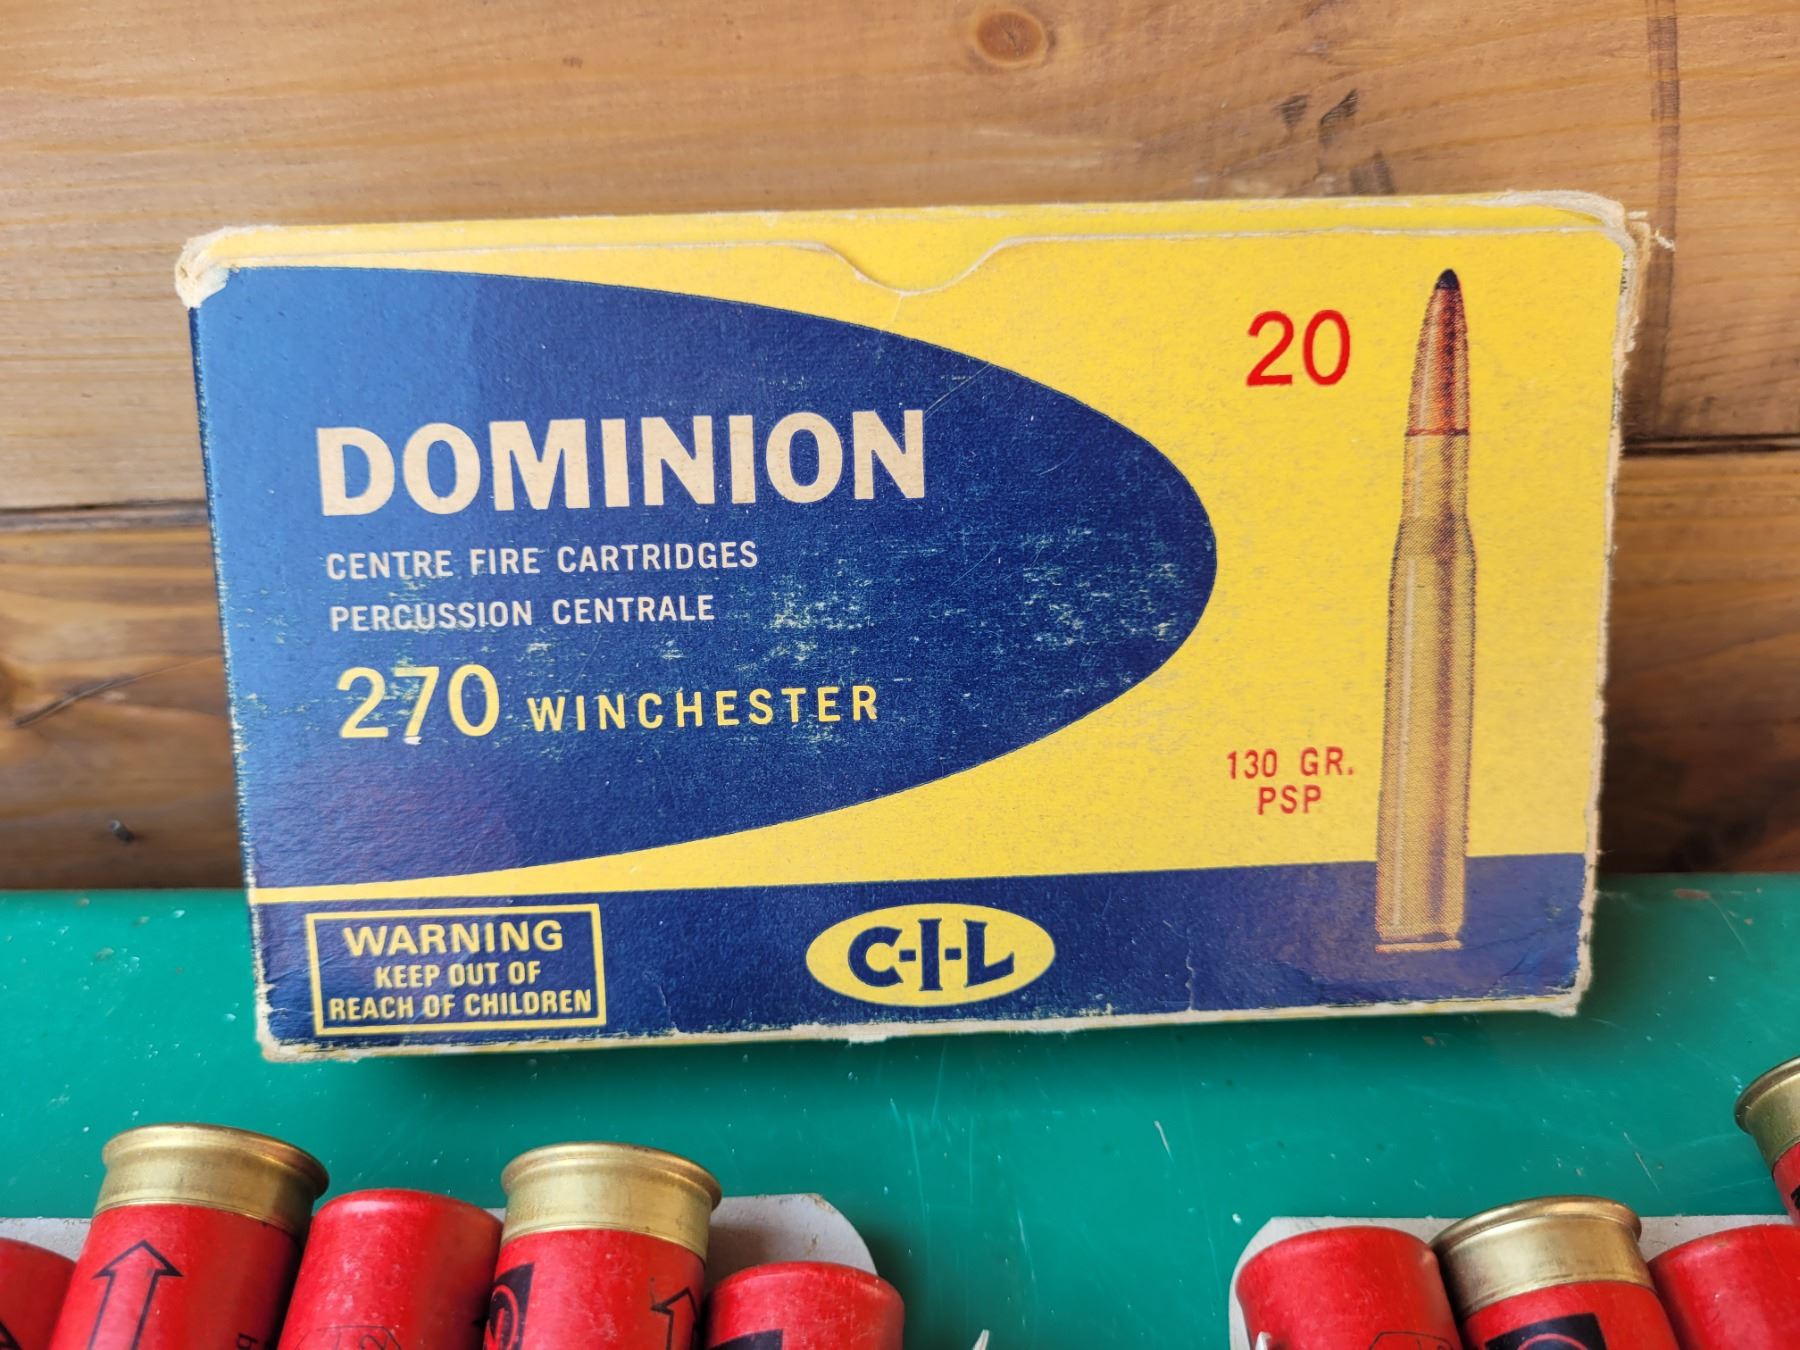 20
DOMINION
CENTRE FIRE CARTRIDGES
PERCUSSION CENTRALE
270 WINCHESTER
130 GR.
PSP
WARNING
KEEP OUT OF
REACH OF CHILDREN
C-I-L